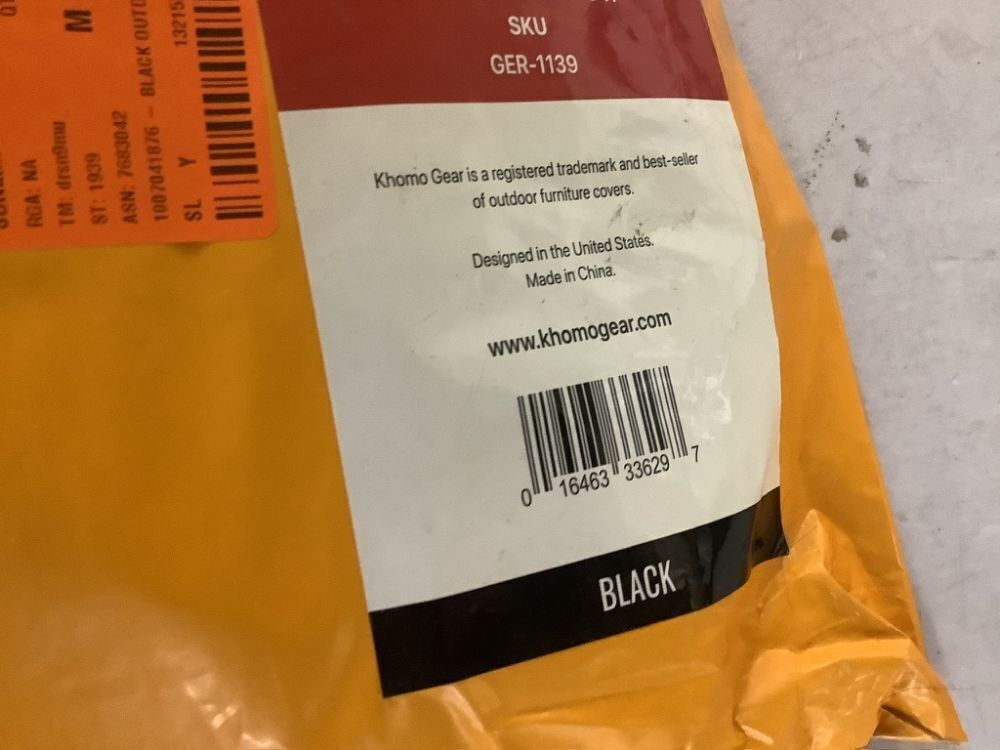 SKU
GER-1139
Khomo Gear is a registered trademark and best-seller
of outdoor furniture covers.
Designed in the United States.
Made in China.
www.khomogear.com
0 16463 33629 7
BLACK
M
RGA: NA
TM: drsn9mu
ST: 1939
ASN: 7683042
1007041876 - BLACK OUTD
SL Y 13215